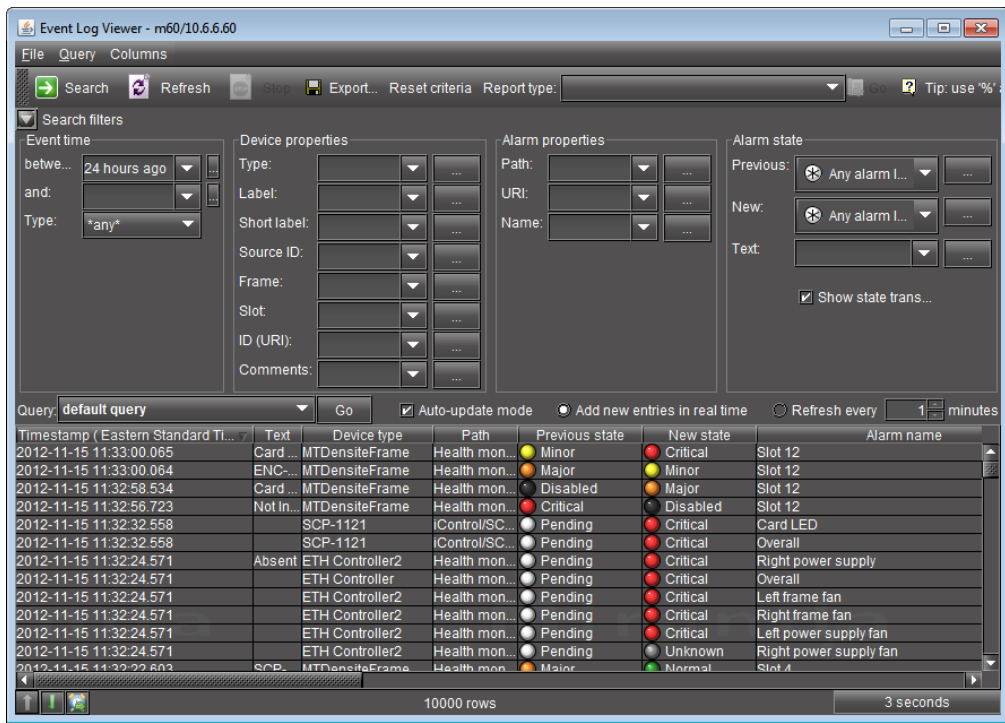 Event Log Viewer - m60/10.6.6.60
File Query Columns
Search Refresh Stop Export... Reset criteria Report type: Go Tip: use '%'
Search filters
Event time
betwe... 24 hours ago ...
and: ...
Type: *any*
Device properties
Type: ...
Label: ...
Short label: ...
Source ID: ...
Frame: ...
Slot: ...
ID (URI): ...
Comments: ...
Alarm properties
Path: ...
URI: ...
Name: ...
Alarm state
Previous: Any alarm l... ...
New: Any alarm l... ...
Text: ...
Show state trans...
Query: default query Go Auto-update mode Add new entries in real time Refresh every 1 minutes
Timestamp ( Eastern Standard Ti... Text Device type Path Previous state New state Alarm name
2012-11-15 11:33:00.065 Card ... MTDensiteFrame Health mon... Minor Critical Slot 12
2012-11-15 11:33:00.064 ENC-... MTDensiteFrame Health mon... Major Minor Slot 12
2012-11-15 11:32:58.534 Card ... MTDensiteFrame Health mon... Disabled Major Slot 12
2012-11-15 11:32:56.723 Not In... MTDensiteFrame Health mon... Critical Disabled Slot 12
2012-11-15 11:32:32.558 SCP-1121 iControl/SC... Pending Critical Card LED
2012-11-15 11:32:32.558 SCP-1121 iControl/SC... Pending Critical Overall
2012-11-15 11:32:24.571 Absent ETH Controller2 Health mon... Pending Critical Right power supply
2012-11-15 11:32:24.571 ETH Controller Health mon... Pending Critical Overall
2012-11-15 11:32:24.571 ETH Controller2 Health mon... Pending Critical Left frame fan
2012-11-15 11:32:24.571 ETH Controller2 Health mon... Pending Critical Right frame fan
2012-11-15 11:32:24.571 ETH Controller2 Health mon... Pending Critical Left power supply fan
2012-11-15 11:32:24.571 ETH Controller2 Health mon... Pending Unknown Right power supply fan
2012-11-15 11:32:22.603 SCP-... MTDensiteFrame Health mon... Major Normal Slot 4
10000 rows 3 seconds